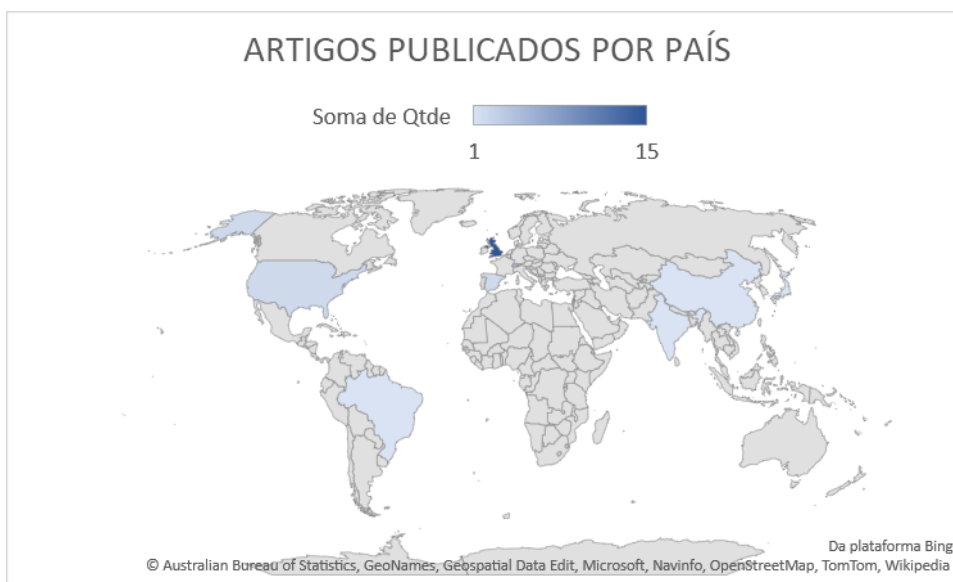 ARTIGOS PUBLICADOS POR PAÍS
Soma de Qtde
1 15
Da plataforma Bing
© Australian Bureau of Statistics, GeoNames, Geospatial Data Edit, Microsoft, Navinfo, OpenStreetMap, TomTom, Wikipedia